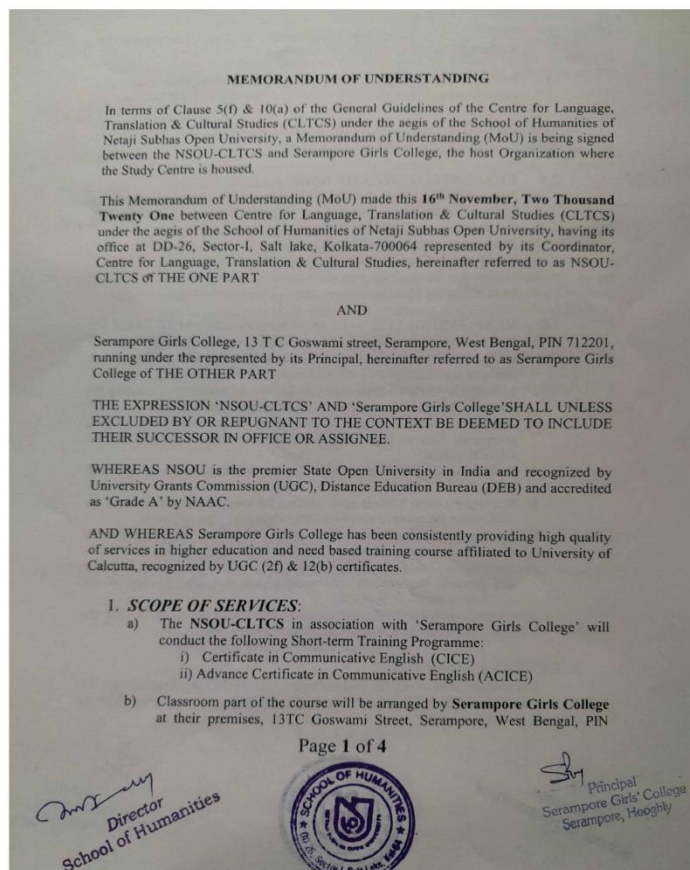 MEMORANDUM OF UNDERSTANDING
In terms of Clause 5(f) & 10(a) of the General Guidelines of the Centre for Language,
Translation & Cultural Studies (CLTCS) under the aegis of the School of Humanities of
Netaji Subhas Open University, a Memorandum of Understanding (MoU) is being signed
between the NSOU-CLTCS and Serampore Girls College, the host Organization where
the Study Centre is housed.
This Memorandum of Understanding (MoU) made this 16th November, Two Thousand
Twenty One between Centre for Language, Translation & Cultural Studies (CLTCS)
under the aegis of the School of Humanities of Netaji Subhas Open University, having its
office at DD-26, Sector-I, Salt lake, Kolkata-700064 represented by its Coordinator,
Centre for Language, Translation & Cultural Studies, hereinafter referred to as NSOU-
CLTCS of THE ONE PART
AND
Serampore Girls College, 13 T C Goswami street, Serampore, West Bengal, PIN 712201,
running under the represented by its Principal, hereinafter referred to as Serampore Girls
College of THE OTHER PART
THE EXPRESSION 'NSOU-CLTCS' AND 'Serampore Girls College'SHALL UNLESS
EXCLUDED BY OR REPUGNANT TO THE CONTEXT BE DEEMED TO INCLUDE
THEIR SUCCESSOR IN OFFICE OR ASSIGNEE.
WHEREAS NSOU is the premier State Open University in India and recognized by
University Grants Commission (UGC), Distance Education Bureau (DEB) and accredited
as 'Grade A' by NAAC.
AND WHEREAS Serampore Girls College has been consistently providing high quality
of services in higher education and need based training course affiliated to University of
Calcutta, recognized by UGC (2f) & 12(b) certificates.
1. SCOPE OF SERVICES:
a) The NSOU-CLTCS in association with 'Serampore Girls College' will
conduct the following Short-term Training Programme:
i) Certificate in Communicative English (CICE)
ii) Advance Certificate in Communicative English (ACICE)
b) Classroom part of the course will be arranged by Serampore Girls College
at their premises, 13TC Goswami Street, Serampore, West Bengal, PIN
Page 1 of 4
Director
School of Humanities
SCHOOL OF HUMANITIES
DD-26, Sector-I, Salt Lake, Kol-64
Principal
Serampore Girls' College
Serampore, Hooghly